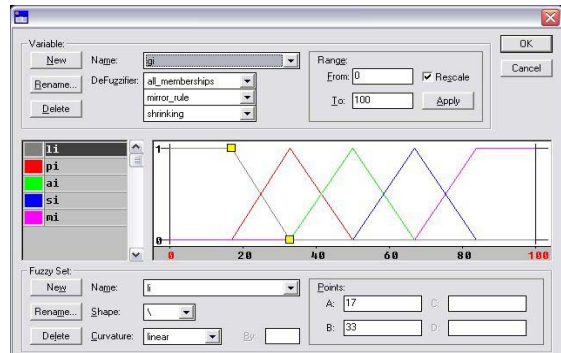 Variable:
New Name: gi
Rename... DeFuzzifier: all_memberships
mirror_rule
Delete shrinking
Range:
From: 0 Rescale
To: 100 Apply
OK
Cancel
li
pi
ai
si
mi
1
0
0 20 40 60 80 100
Fuzzy Set:
New Name: li
Rename... Shape: \
Delete Curvature: linear By:
Points:
A: 17 C:
B: 33 D: